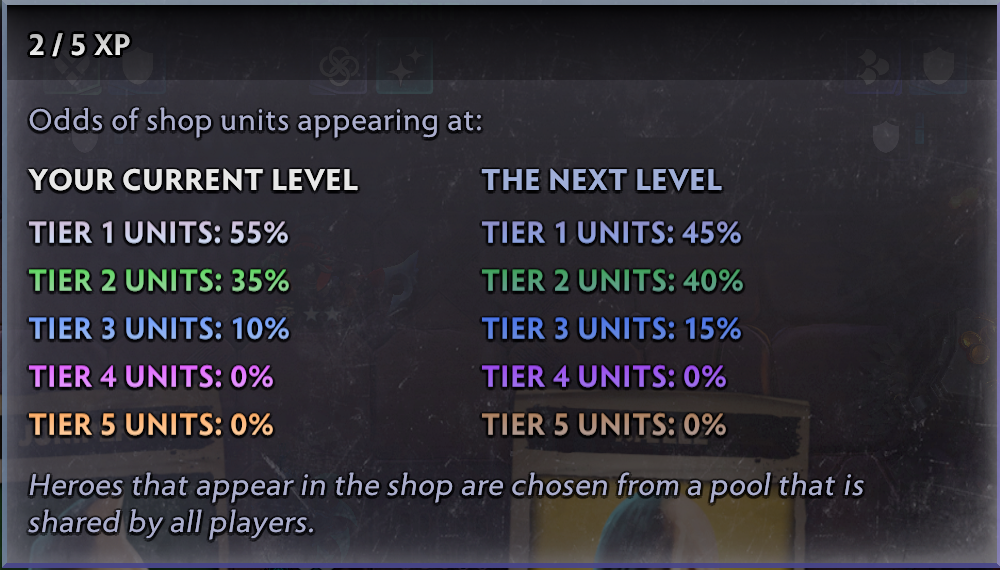 2 / 5 XP
Odds of shop units appearing at:
YOUR CURRENT LEVEL
THE NEXT LEVEL
TIER 1 UNITS: 55%
TIER 1 UNITS: 45%
TIER 2 UNITS: 35%
TIER 2 UNITS: 40%
TIER 3 UNITS: 10%
TIER 3 UNITS: 15%
TIER 4 UNITS: 0%
TIER 4 UNITS: 0%
TIER 5 UNITS: 0%
TIER 5 UNITS: 0%
Heroes that appear in the shop are chosen from a pool that is
shared by all players.